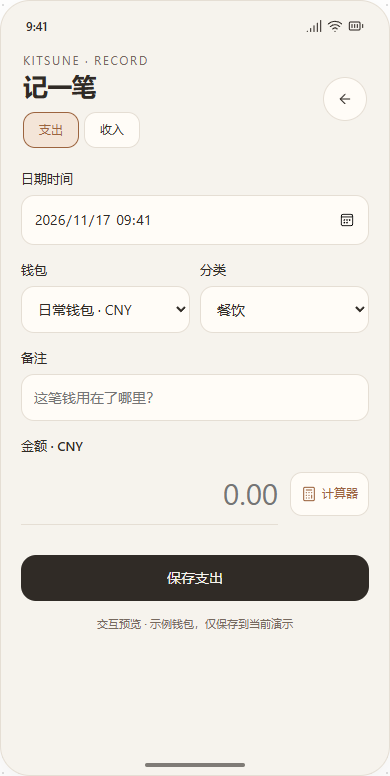 9:41
KITSUNE · RECORD
记一笔
支出 收入
日期时间
2026/11/17 09:41
钱包 分类
日常钱包 · CNY 餐饮
备注
这笔钱用在了哪里？
金额 · CNY
0.00 计算器
保存支出
交互预览 · 示例钱包，仅保存到当前演示